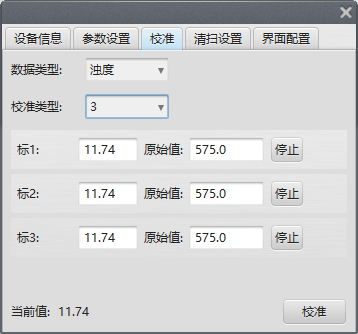 设备信息 参数设置 校准 清扫设置 界面配置
数据类型: 浊度
校准类型: 3
标1: 11.74 原始值: 575.0 停止
标2: 11.74 原始值: 575.0 停止
标3: 11.74 原始值: 575.0 停止
当前值: 11.74 校准